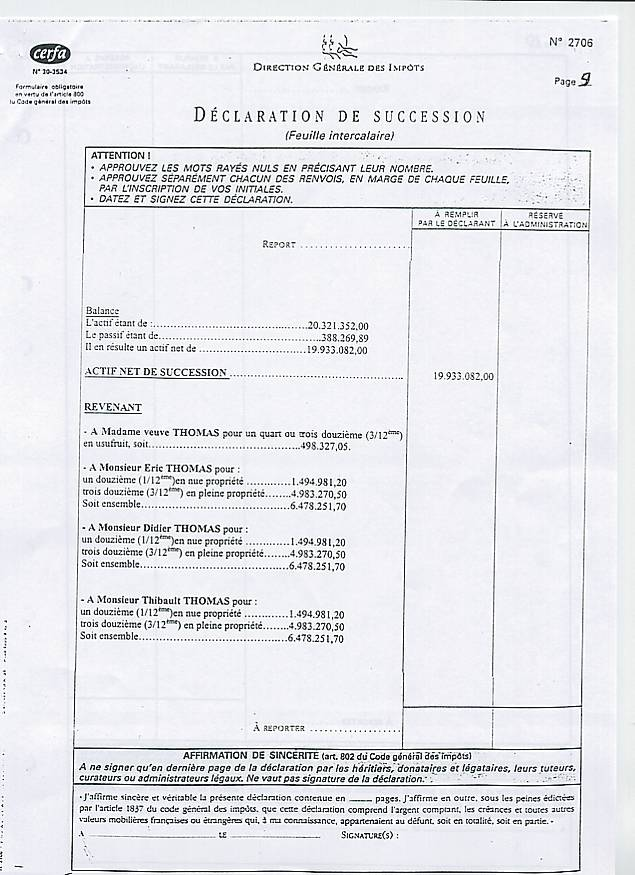 cerfa
N° 30-3534
Formulaire obligatoire
en vertu de l'article 800
du Code général des impôts
DIRECTION GÉNÉRALE DES IMPÔTS
N° 2706
Page 9
DÉCLARATION DE SUCCESSION
(Feuille intercalaire)
ATTENTION !
• APPROUVEZ LES MOTS RAYÉS NULS EN PRÉCISANT LEUR NOMBRE.
• APPROUVEZ SÉPARÉMENT CHACUN DES RENVOIS, EN MARGE DE CHAQUE FEUILLE,
PAR L'INSCRIPTION DE VOS INITIALES.
• DATEZ ET SIGNEZ CETTE DÉCLARATION.
À REMPLIR
PAR LE DÉCLARANT
RÉSERVÉ
À L'ADMINISTRATION
REPORT ........................
Balance
L'actif étant de :..........................................20.321.352,00
Le passif étant de............................................388.269,89
Il en résulte un actif net de .............................19.933.082,00
ACTIF NET DE SUCCESSION ............................................... 19.933.082,00
REVENANT
- A Madame veuve THOMAS pour un quart ou trois douzième (3/12ème)
en usufruit, soit.........................................498.327,05.
- A Monsieur Eric THOMAS pour :
un douzième (1/12ème)en nue propriété .............1.494.981,20
trois douzième (3/12ème) en pleine propriété.......4.983.270,50
Soit ensemble........................................6.478.251,70
- A Monsieur Didier THOMAS pour :
un douzième (1/12ème)en nue propriété .............1.494.981,20
trois douzième (3/12ème) en pleine propriété.......4.983.270,50
Soit ensemble........................................6.478.251,70
- A Monsieur Thibault THOMAS pour :
un douzième (1/12ème)en nue propriété .............1.494.981,20
trois douzième (3/12ème) en pleine propriété.......4.983.270,50
Soit ensemble........................................6.478.251,70
À REPORTER ........................
AFFIRMATION DE SINCÉRITÉ (art. 802 du Code général des impôts)
A ne signer qu'en dernière page de la déclaration par les héritiers, donataires et légataires, leurs tuteurs,
curateurs ou administrateurs légaux. Ne vaut pas signature de la déclaration.
- J'affirme sincère et véritable la présente déclaration contenue en _____ pages. J'affirme en outre, sous les peines édictées
par l'article 1837 du code général des impôts, que cette déclaration comprend l'argent comptant, les créances et toutes autres
valeurs mobilières françaises ou étrangères qui, à ma connaissance, appartenaient au défunt, soit en totalité, soit en partie. -
A ______________ LE ______________ SIGNATURE(S) :